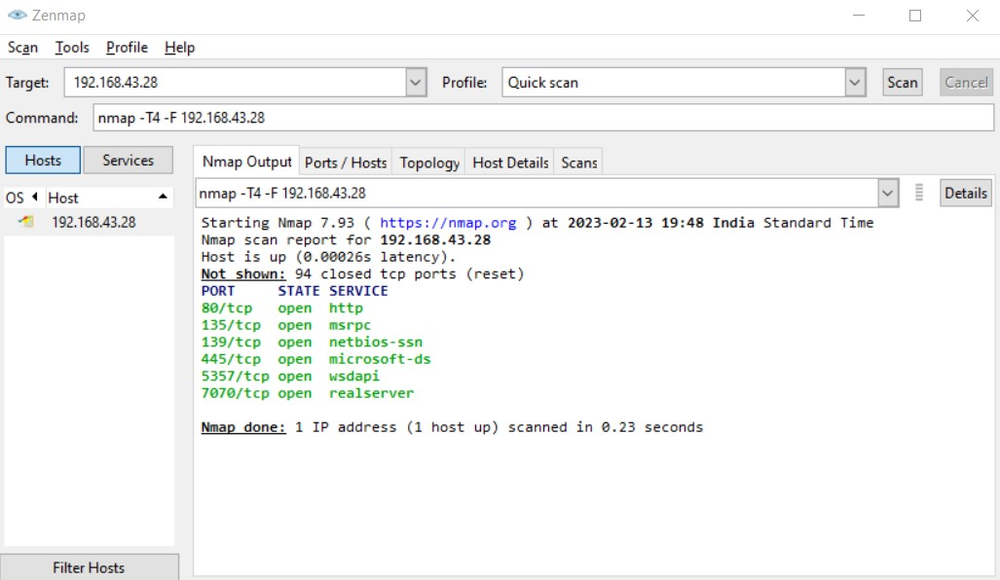 Zenmap
Scan Tools Profile Help
Target: 192.168.43.28 Profile: Quick scan Scan Cancel
Command: nmap -T4 -F 192.168.43.28
Hosts Services Nmap Output Ports / Hosts Topology Host Details Scans
OS Host nmap -T4 -F 192.168.43.28 Details
192.168.43.28
Starting Nmap 7.93 ( https://nmap.org ) at 2023-02-13 19:48 India Standard Time
Nmap scan report for 192.168.43.28
Host is up (0.00026s latency).
Not shown: 94 closed tcp ports (reset)
PORT STATE SERVICE
80/tcp open http
135/tcp open msrpc
139/tcp open netbios-ssn
445/tcp open microsoft-ds
5357/tcp open wsdapi
7070/tcp open realserver
Nmap done: 1 IP address (1 host up) scanned in 0.23 seconds
Filter Hosts